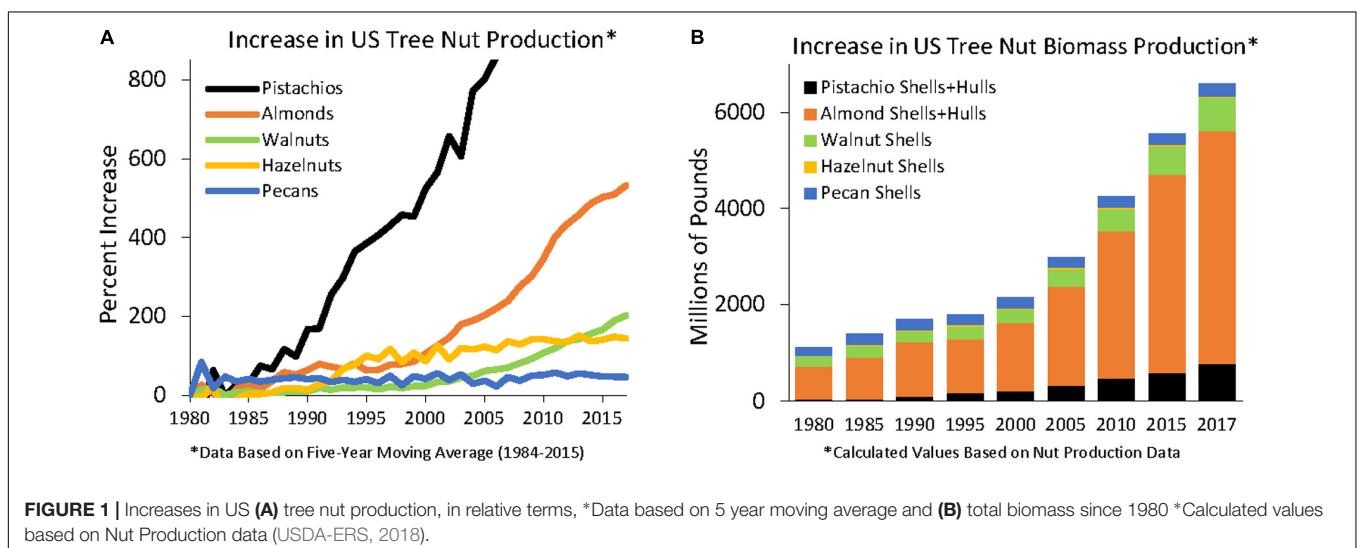 A
Increase in US Tree Nut Production*
800
600
400
200
0
Percent Increase
Pistachios
Almonds
Walnuts
Hazelnuts
Pecans
1980 1985 1990 1995 2000 2005 2010 2015
*Data Based on Five-Year Moving Average (1984-2015)
B
Increase in US Tree Nut Biomass Production*
6000
4000
2000
0
Millions of Pounds
Pistachio Shells+Hulls
Almond Shells+Hulls
Walnut Shells
Hazelnut Shells
Pecan Shells
1980 1985 1990 1995 2000 2005 2010 2015 2017
*Calculated Values Based on Nut Production Data
FIGURE 1 | Increases in US (A) tree nut production, in relative terms, *Data based on 5 year moving average and (B) total biomass since 1980 *Calculated values
based on Nut Production data (USDA-ERS, 2018).